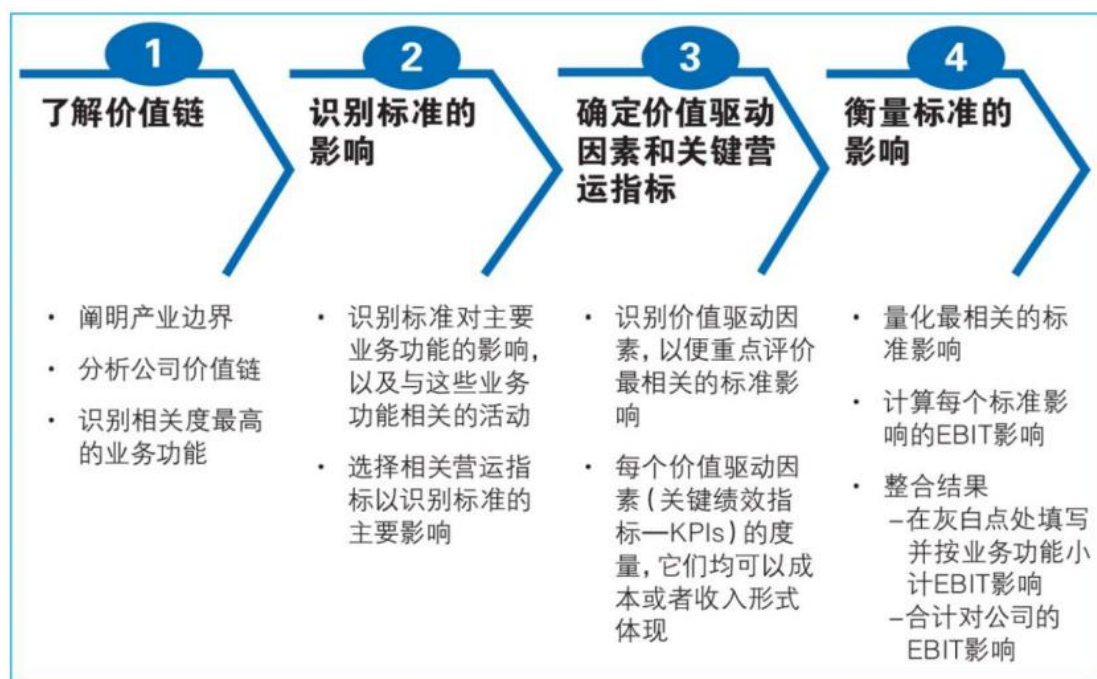 1
了解价值链
• 阐明产业边界
• 分析公司价值链
• 识别相关度最高
的业务功能
2
识别标准的
影响
• 识别标准对主要
业务功能的影响，
以及与这些业务
功能相关的活动
• 选择相关营运指
标以识别标准的
主要影响
3
确定价值驱动
因素和关键营
运指标
• 识别价值驱动因
素，以便重点评价
最相关的标准影
响
• 每个价值驱动因
素（关键绩效指
标—KPIs）的度
量，它们均可以成
本或者收入形式
体现
4
衡量标准的
影响
• 量化最相关的标
准影响
• 计算每个标准影
响的EBIT影响
• 整合结果
–在灰白点处填写
并按业务功能小
计EBIT影响
–合计对公司的
EBIT影响